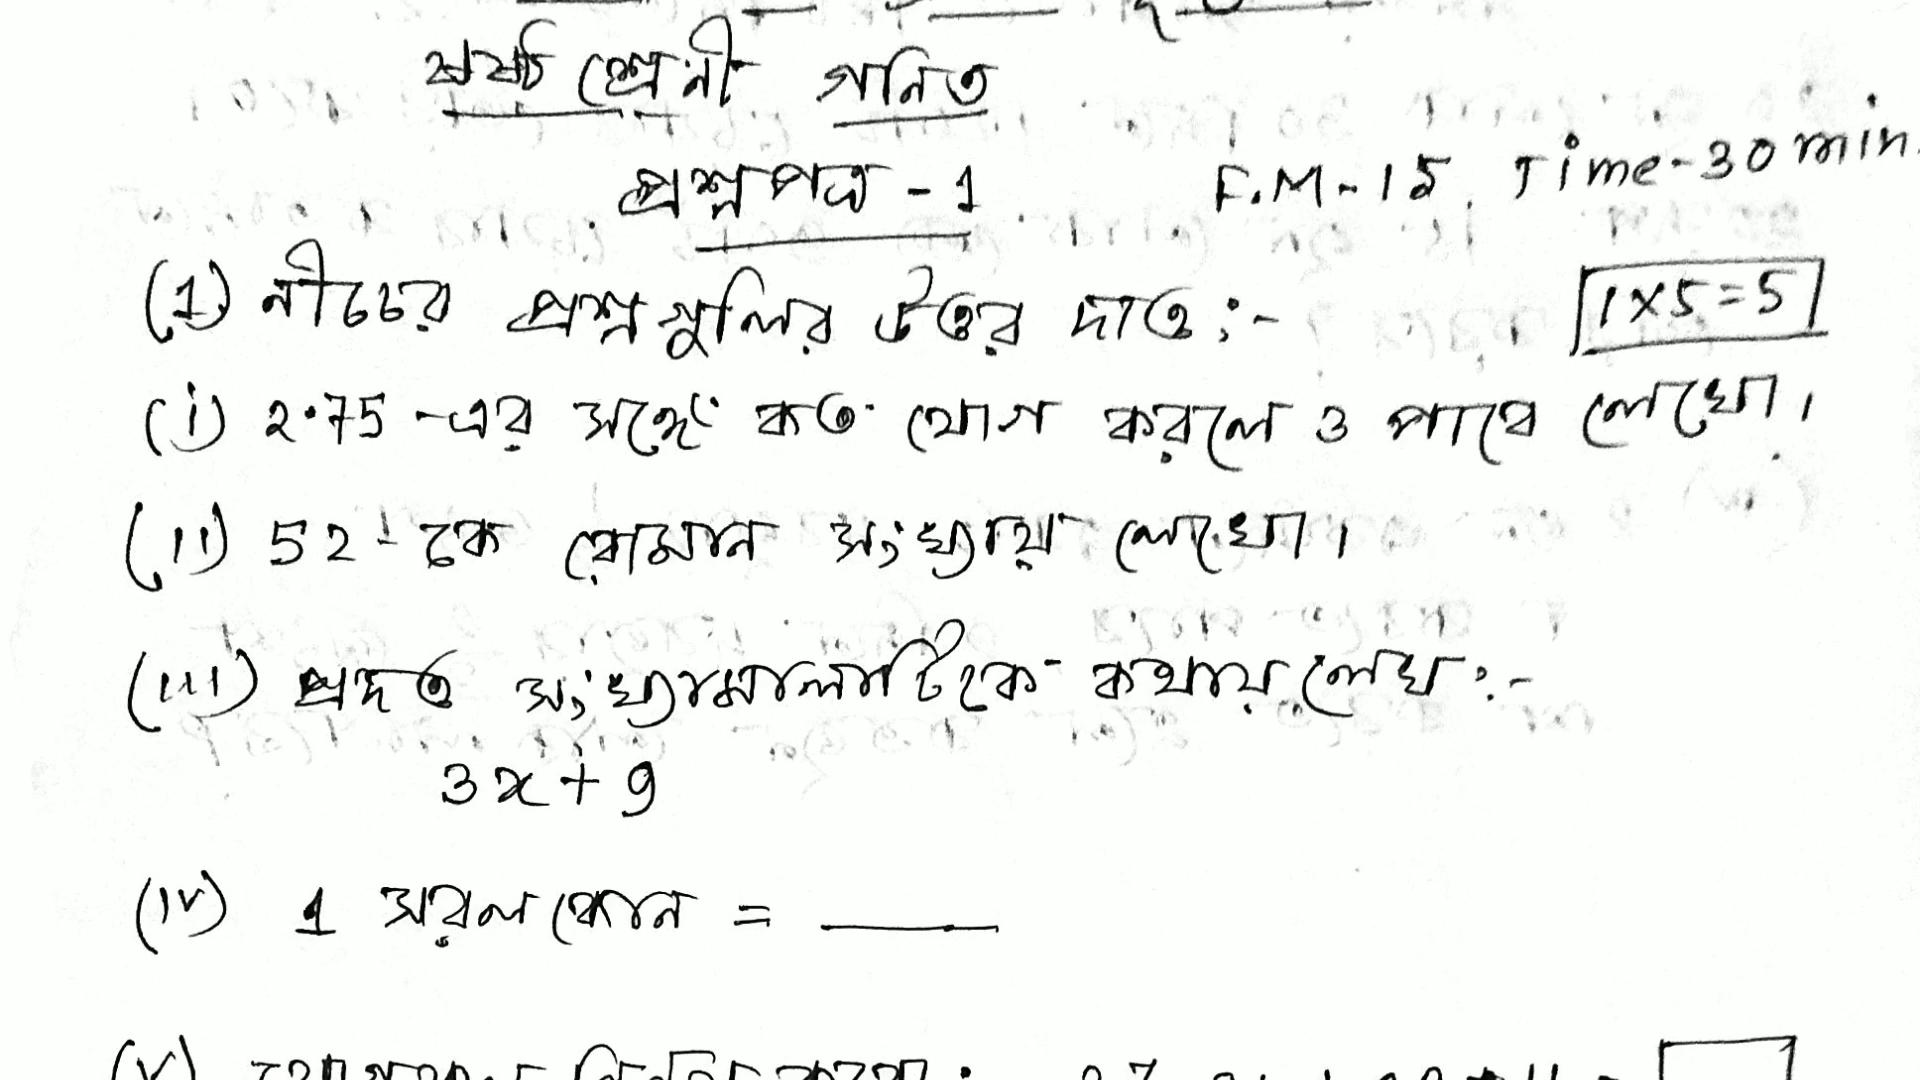 ষষ্ঠ শ্রেনী গনিত
প্রশ্নপত্র - 1 F.M - 15. Time - 30 min.
(1) নীচের প্রশ্নগুলির উত্তর দাও :- 1×5=5
(i) 2.75 -এর সঙ্গে কত যোগ করলে 3 পাবে লেখো।
(ii) 52 - কে রোমান সংখ্যায় লেখো।
(iii) প্রদত্ত সংখ্যামালাটিকে কথায় লেখ :-
3x + 9
(iv) 1 সরলকোন = ____
(v)